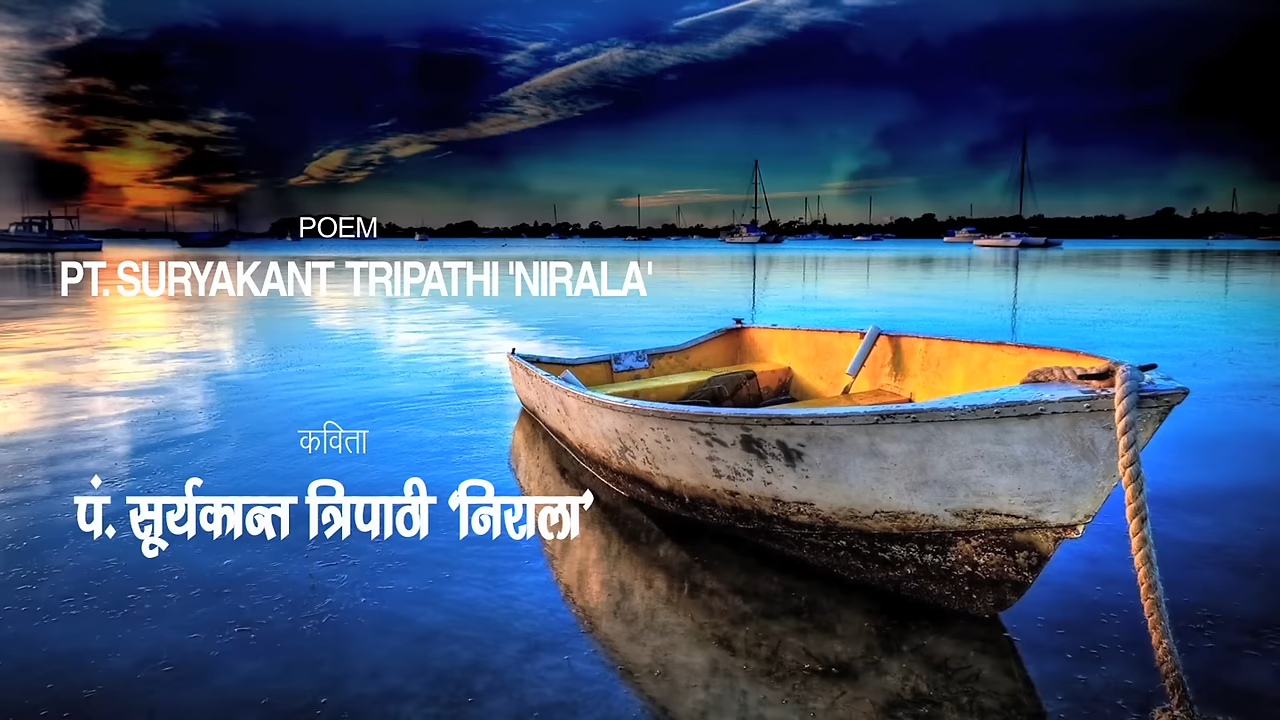 POEM
PT. SURYAKANT TRIPATHI 'NIRALA'
कविता
पं. सूर्यकान्त त्रिपाठी ‘निराला’